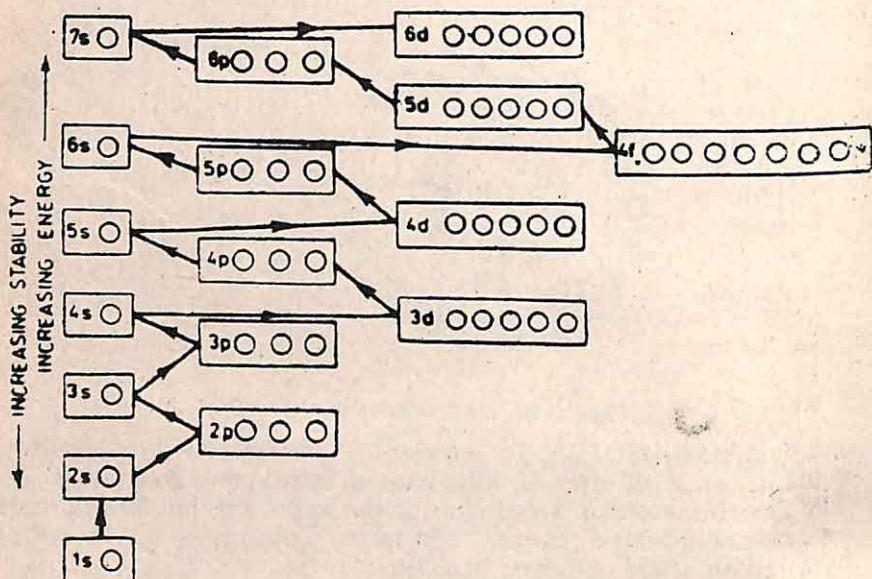 7s
6d
6p
5d
6s
4f
5p
5s
4d
4p
4s
3d
3p
3s
2p
2s
1s
INCREASING STABILITY
INCREASING ENERGY